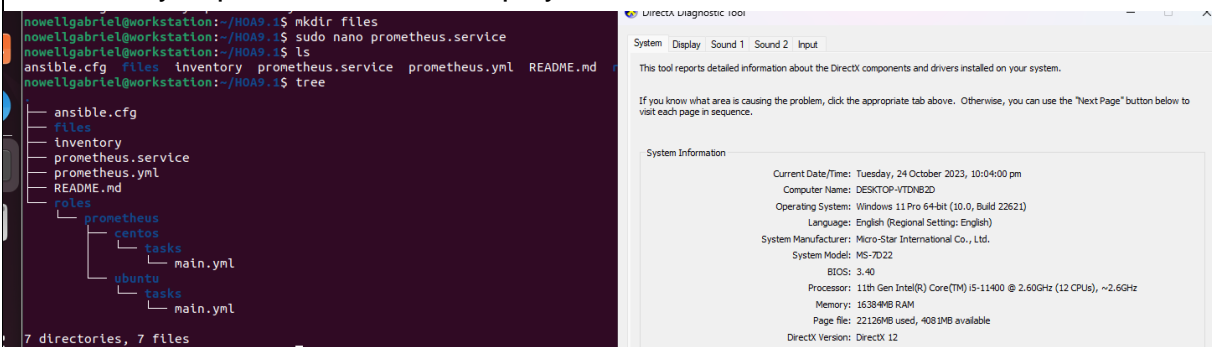 nowellgabriel@workstation:~/HOA9.1$ mkdir files
nowellgabriel@workstation:~/HOA9.1$ sudo nano prometheus.service
nowellgabriel@workstation:~/HOA9.1$ ls
ansible.cfg files inventory prometheus.service prometheus.yml README.md
nowellgabriel@workstation:~/HOA9.1$ tree
.
├── ansible.cfg
├── files
├── inventory
├── prometheus.service
├── prometheus.yml
├── README.md
└── roles
    └── prometheus
        ├── centos
        │   └── tasks
        │       └── main.yml
        └── ubuntu
            └── tasks
                └── main.yml
7 directories, 7 files
DirectX Diagnostic Tool
System Display Sound 1 Sound 2 Input
This tool reports detailed information about the DirectX components and drivers installed on your system.
If you know what area is causing the problem, click the appropriate tab above. Otherwise, you can use the "Next Page" button below to
visit each page in sequence.
System Information
Current Date/Time: Tuesday, 24 October 2023, 10:04:00 pm
Computer Name: DESKTOP-VTDNB2D
Operating System: Windows 11 Pro 64-bit (10.0, Build 22621)
Language: English (Regional Setting: English)
System Manufacturer: Micro-Star International Co., Ltd.
System Model: MS-7D22
BIOS: 3.40
Processor: 11th Gen Intel(R) Core(TM) i5-11400 @ 2.60GHz (12 CPUs), ~2.6GHz
Memory: 16384MB RAM
Page file: 22126MB used, 4081MB available
DirectX Version: DirectX 12